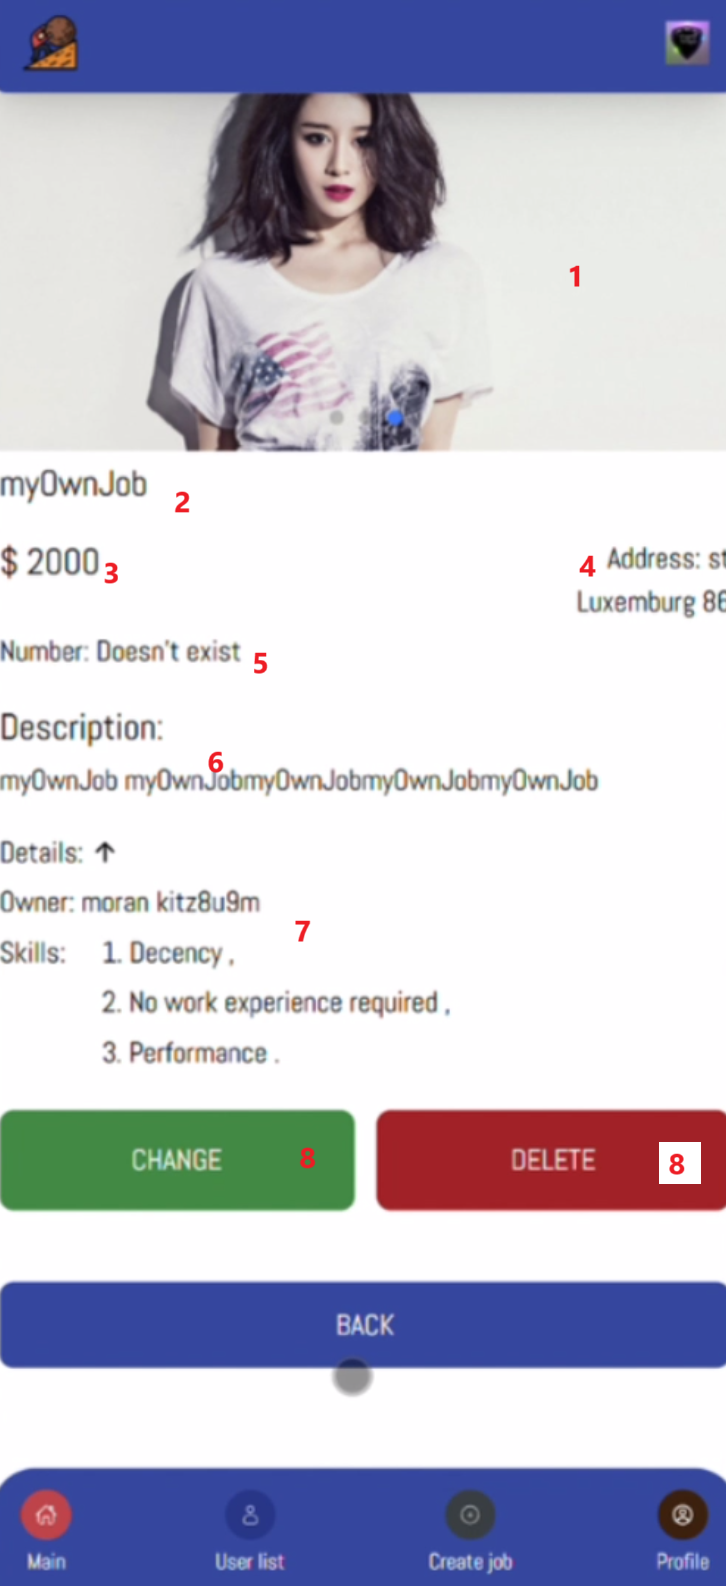 1
myOwnJob 2
$ 2000 3
4 Address: st
Luxemburg 86
Number: Doesn't exist 5
Description:
6
myOwnJob myOwnJobmyOwnJobmyOwnJobmyOwnJob
Details: ↑
Owner: moran kitz8u9m
7
Skills: 1. Decency ,
2. No work experience required ,
3. Performance .
CHANGE 8 DELETE 8
BACK
Main User list Create job Profile